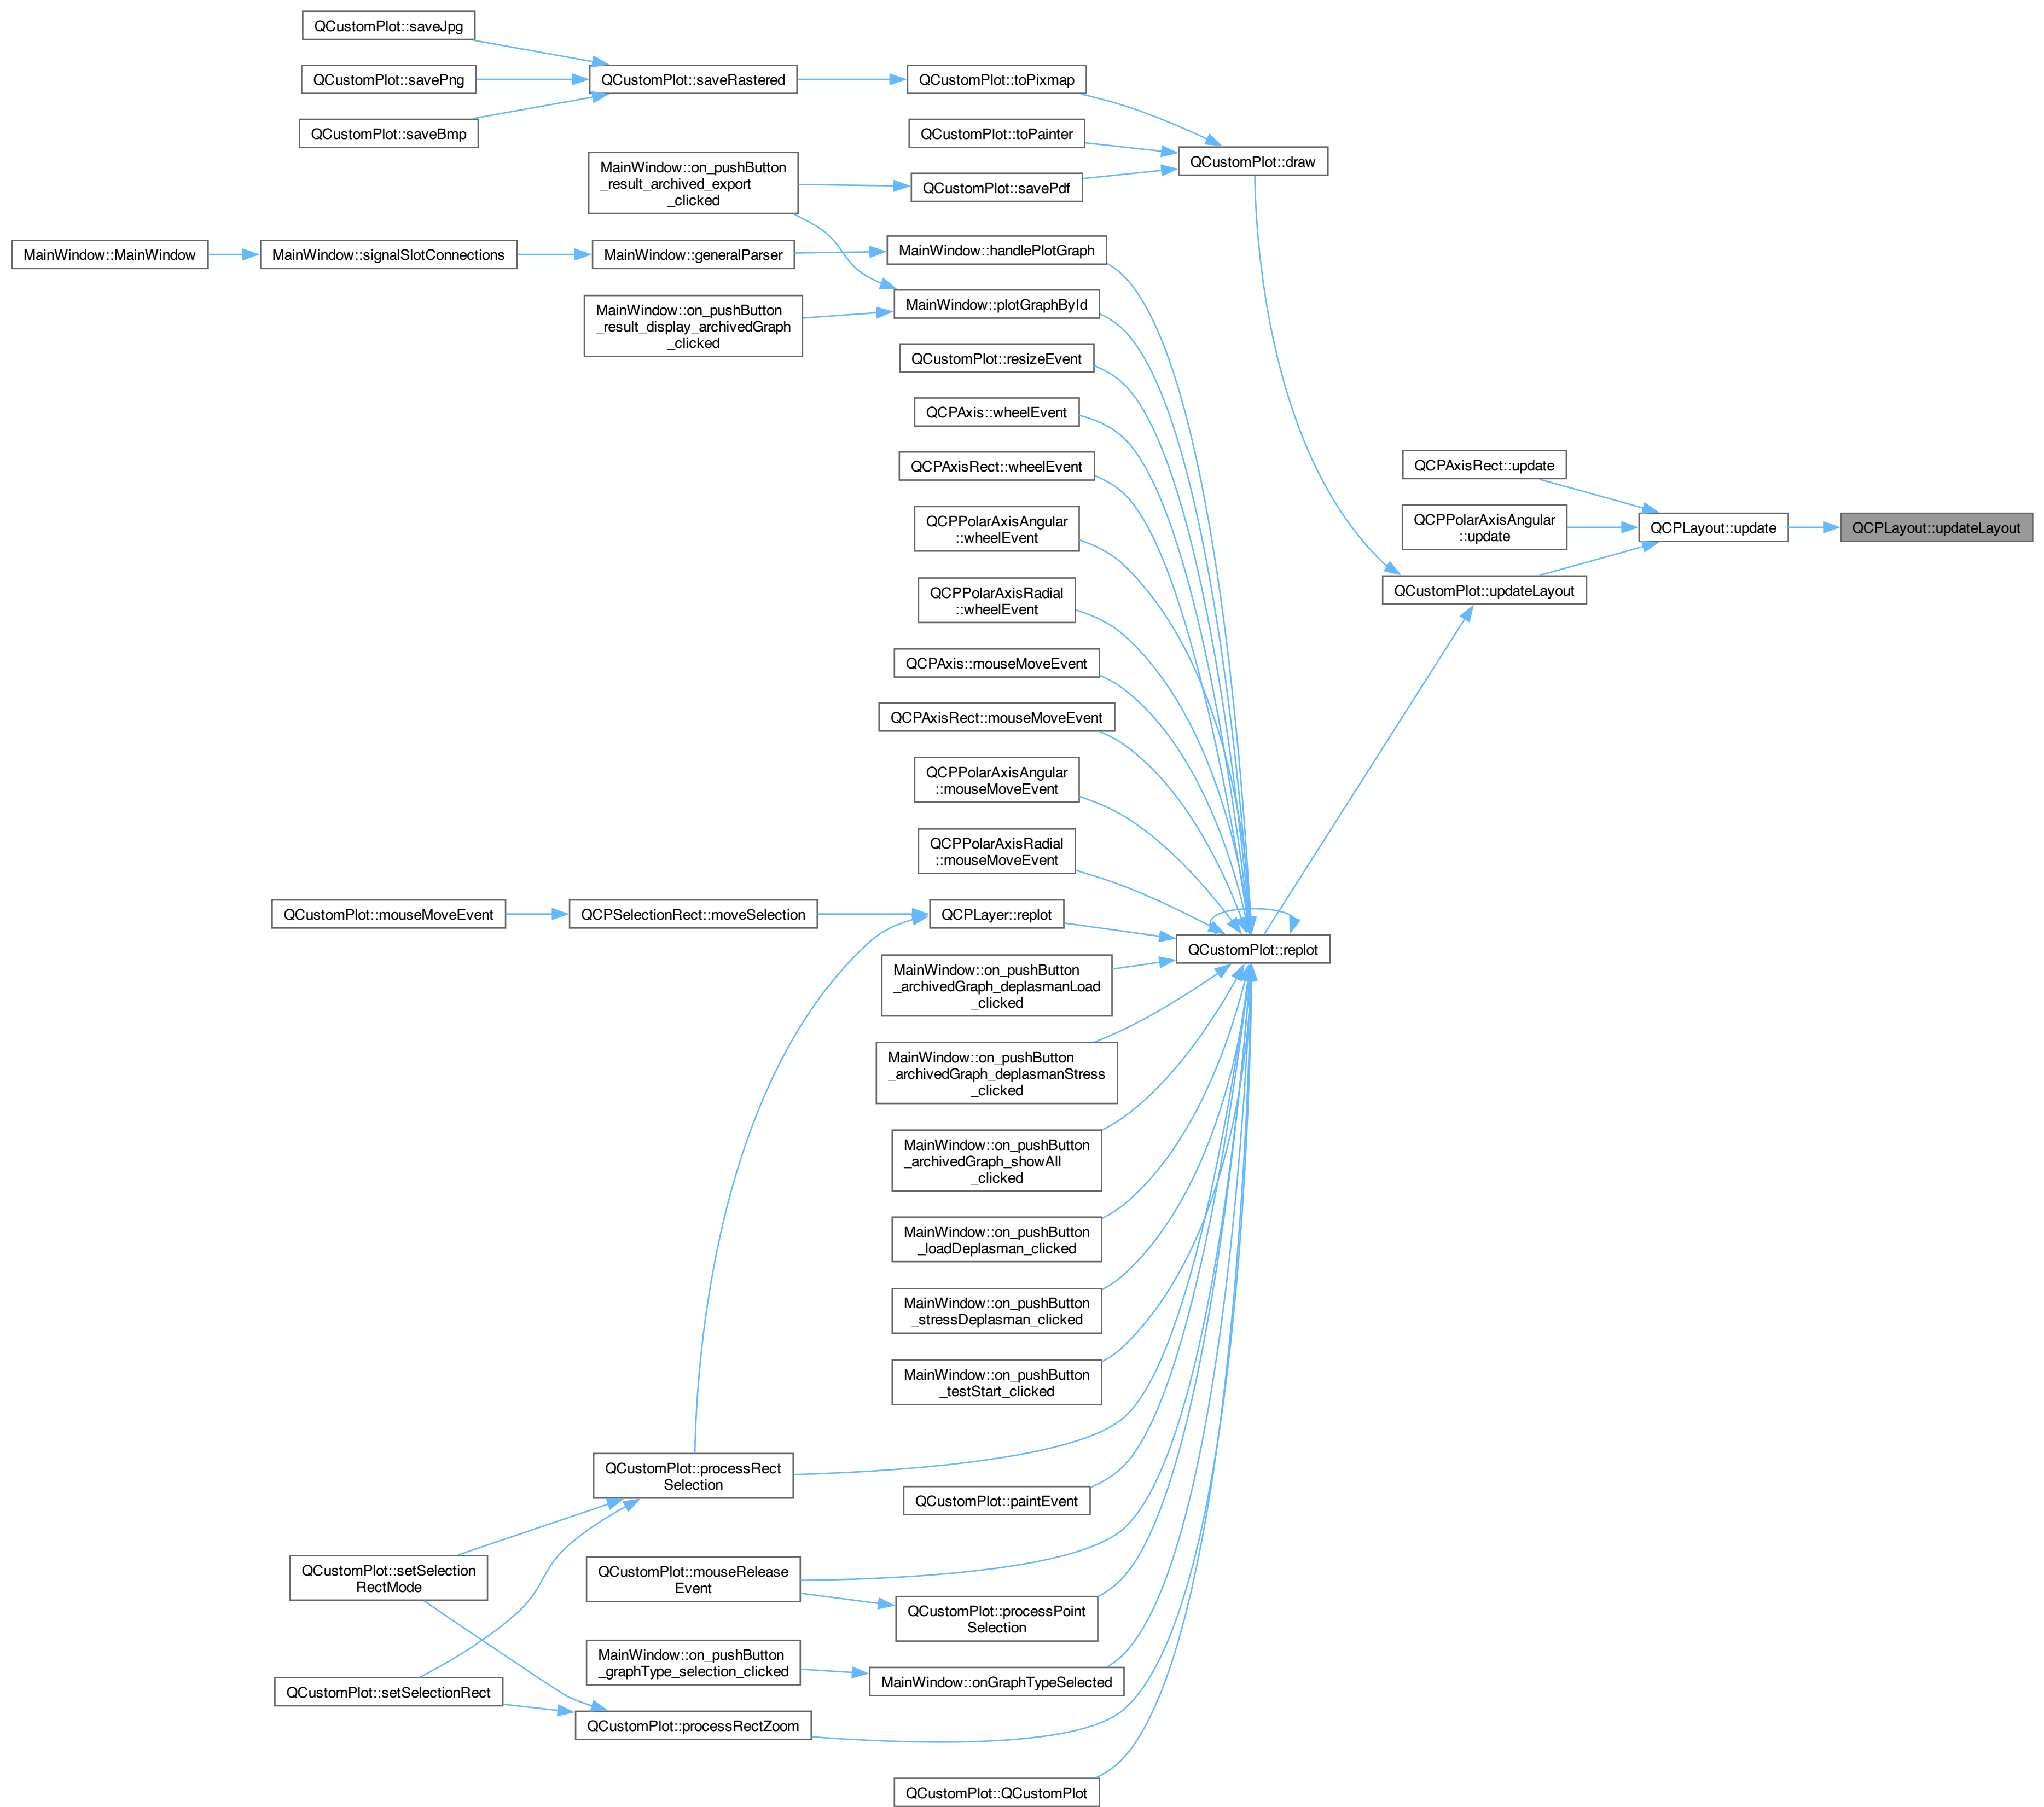 QCustomPlot::saveJpg
QCustomPlot::savePng
QCustomPlot::saveRastered
QCustomPlot::toPixmap
QCustomPlot::saveBmp
QCustomPlot::toPainter
QCustomPlot::draw
MainWindow::on_pushButton
_result_archived_export
_clicked
QCustomPlot::savePdf
MainWindow::MainWindow
MainWindow::signalSlotConnections
MainWindow::generalParser
MainWindow::handlePlotGraph
MainWindow::plotGraphById
MainWindow::on_pushButton
_result_display_archivedGraph
_clicked
QCustomPlot::resizeEvent
QCPAxis::wheelEvent
QCPAxisRect::wheelEvent
QCPAxisRect::update
QCPPolarAxisAngular
::wheelEvent
QCPPolarAxisAngular
::update
QCPLayout::update
QCPLayout::updateLayout
QCPPolarAxisRadial
::wheelEvent
QCustomPlot::updateLayout
QCPAxis::mouseMoveEvent
QCPAxisRect::mouseMoveEvent
QCPPolarAxisAngular
::mouseMoveEvent
QCPPolarAxisRadial
::mouseMoveEvent
QCustomPlot::mouseMoveEvent
QCPSelectionRect::moveSelection
QCPLayer::replot
QCustomPlot::replot
MainWindow::on_pushButton
_archivedGraph_deplasmanLoad
_clicked
MainWindow::on_pushButton
_archivedGraph_deplasmanStress
_clicked
MainWindow::on_pushButton
_archivedGraph_showAll
_clicked
MainWindow::on_pushButton
_loadDeplasman_clicked
MainWindow::on_pushButton
_stressDeplasman_clicked
MainWindow::on_pushButton
_testStart_clicked
QCustomPlot::processRect
Selection
QCustomPlot::paintEvent
QCustomPlot::setSelection
RectMode
QCustomPlot::mouseRelease
Event
QCustomPlot::processPoint
Selection
MainWindow::on_pushButton
_graphType_selection_clicked
MainWindow::onGraphTypeSelected
QCustomPlot::setSelectionRect
QCustomPlot::processRectZoom
QCustomPlot::QCustomPlot